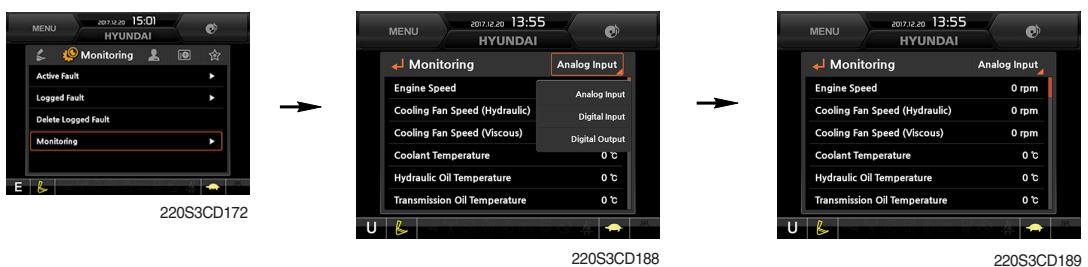 2017.12.20 15:01
MENU
HYUNDAI
Monitoring
Active Fault
Logged Fault
Delete Logged Fault
Monitoring
E
220S3CD172
2017.12.20 13:55
MENU
HYUNDAI
Monitoring Analog Input
Engine Speed
Analog Input
Cooling Fan Speed (Hydraulic)
Digital Input
Cooling Fan Speed (Viscous)
Digital Output
Coolant Temperature 0 ℃
Hydraulic Oil Temperature 0 ℃
Transmission Oil Temperature 0 ℃
U
220S3CD188
2017.12.20 13:55
MENU
HYUNDAI
Monitoring Analog Input
Engine Speed 0 rpm
Cooling Fan Speed (Hydraulic) 0 rpm
Cooling Fan Speed (Viscous) 0 rpm
Coolant Temperature 0 ℃
Hydraulic Oil Temperature 0 ℃
Transmission Oil Temperature 0 ℃
U
220S3CD189